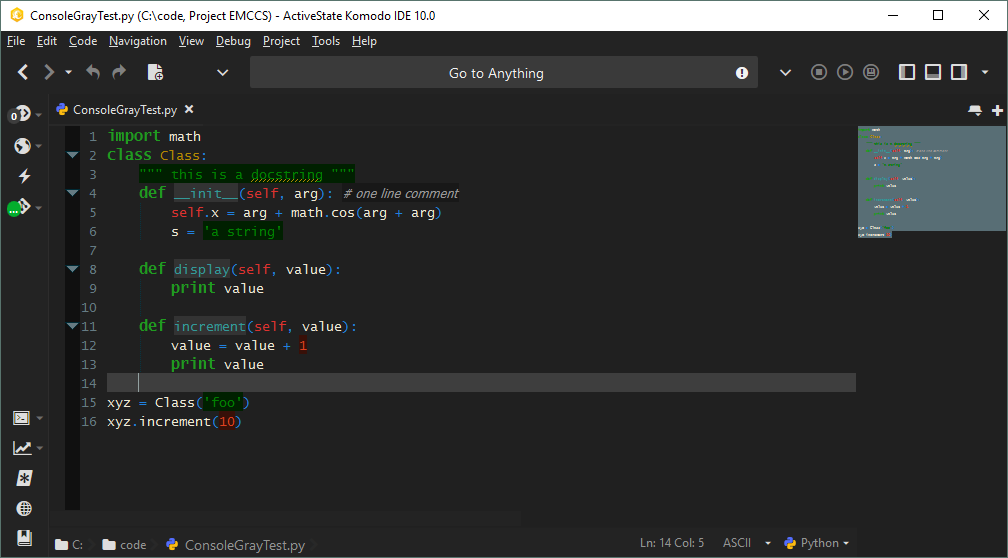 ConsoleGrayTest.py (C:\code, Project EMCCS) - ActiveState Komodo IDE 10.0
File Edit Code Navigation View Debug Project Tools Help
Go to Anything
0
ConsoleGrayTest.py
1 import math
2 class Class:
3 """ this is a docstring """
4 def __init__(self, arg): # one line comment
5 self.x = arg + math.cos(arg + arg)
6 s = 'a string'
7
8 def display(self, value):
9 print value
10
11 def increment(self, value):
12 value = value + 1
13 print value
14
15 xyz = Class('foo')
16 xyz.increment(10)
C: code ConsoleGrayTest.py Ln: 14 Col: 5 ASCII Python